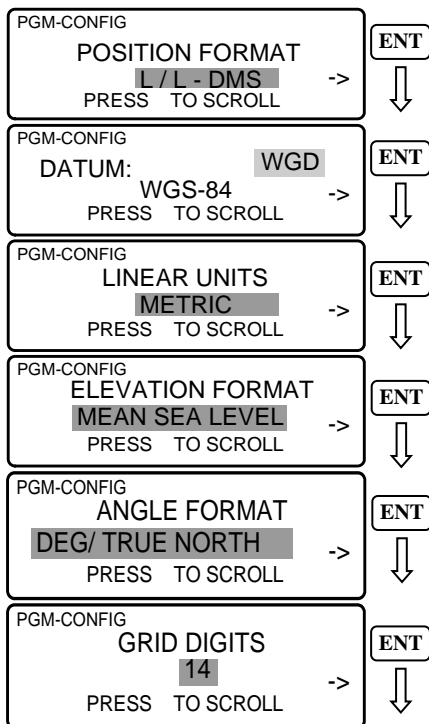 PGM-CONFIG
POSITION FORMAT
L / L - DMS ->
PRESS TO SCROLL
ENT
PGM-CONFIG
DATUM: WGD
WGS-84 ->
PRESS TO SCROLL
ENT
PGM-CONFIG
LINEAR UNITS
METRIC ->
PRESS TO SCROLL
ENT
PGM-CONFIG
ELEVATION FORMAT
MEAN SEA LEVEL ->
PRESS TO SCROLL
ENT
PGM-CONFIG
ANGLE FORMAT
DEG/ TRUE NORTH ->
PRESS TO SCROLL
ENT
PGM-CONFIG
GRID DIGITS
14 ->
PRESS TO SCROLL
ENT